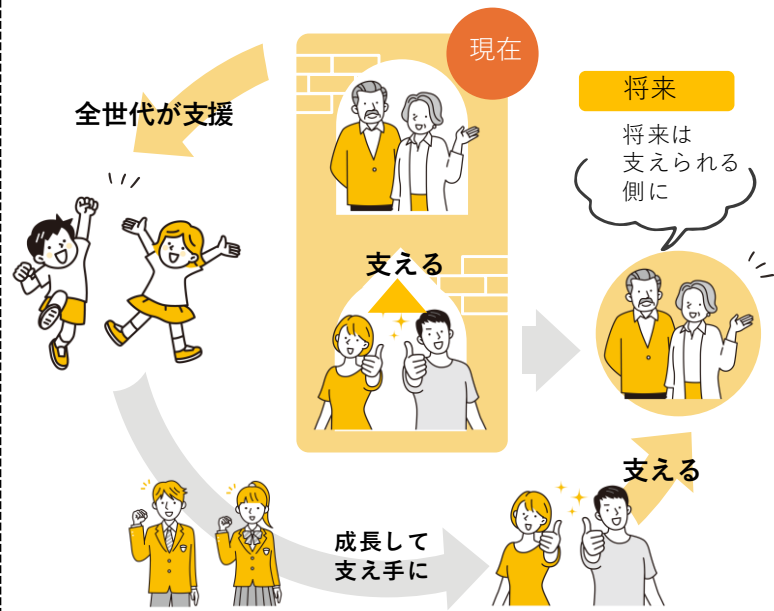 現在
全世代が支援
支える
将来
将来は
支えられる
側に
支える
成長して
支え手に